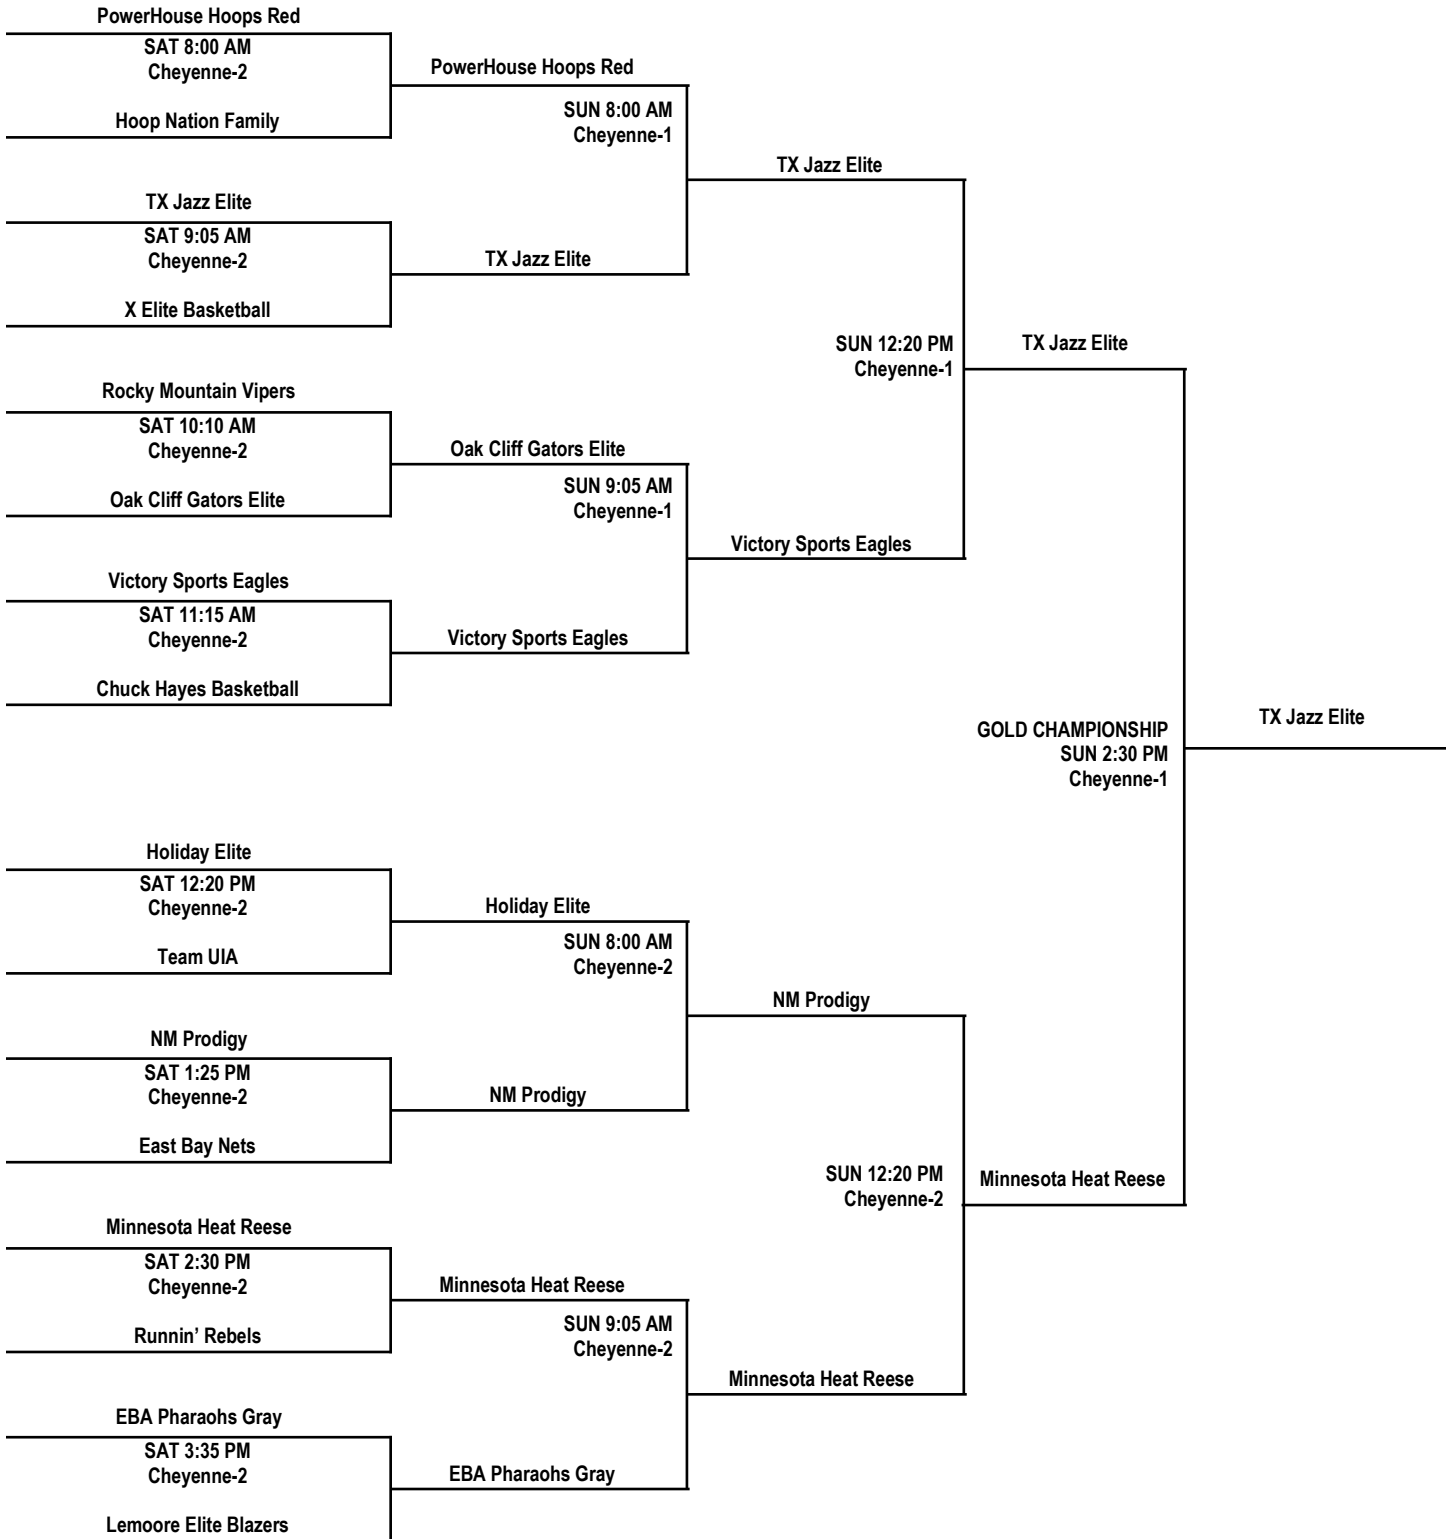 PowerHouse Hoops Red
SAT 8:00 AM
Cheyenne-2
Hoop Nation Family
PowerHouse Hoops Red
SUN 8:00 AM
Cheyenne-1
TX Jazz Elite
SAT 9:05 AM
Cheyenne-2
X Elite Basketball
TX Jazz Elite
TX Jazz Elite
Rocky Mountain Vipers
SAT 10:10 AM
Cheyenne-2
Oak Cliff Gators Elite
Oak Cliff Gators Elite
SUN 9:05 AM
Cheyenne-1
Victory Sports Eagles
SAT 11:15 AM
Cheyenne-2
Chuck Hayes Basketball
Victory Sports Eagles
Victory Sports Eagles
SUN 12:20 PM
Cheyenne-1
TX Jazz Elite
GOLD CHAMPIONSHIP
SUN 2:30 PM
Cheyenne-1
TX Jazz Elite
Holiday Elite
SAT 12:20 PM
Cheyenne-2
Team UIA
Holiday Elite
SUN 8:00 AM
Cheyenne-2
NM Prodigy
SAT 1:25 PM
Cheyenne-2
East Bay Nets
NM Prodigy
NM Prodigy
SUN 12:20 PM
Cheyenne-2
Minnesota Heat Reese
Minnesota Heat Reese
SAT 2:30 PM
Cheyenne-2
Runnin' Rebels
Minnesota Heat Reese
SUN 9:05 AM
Cheyenne-2
Minnesota Heat Reese
EBA Pharaohs Gray
SAT 3:35 PM
Cheyenne-2
Lemoore Elite Blazers
EBA Pharaohs Gray